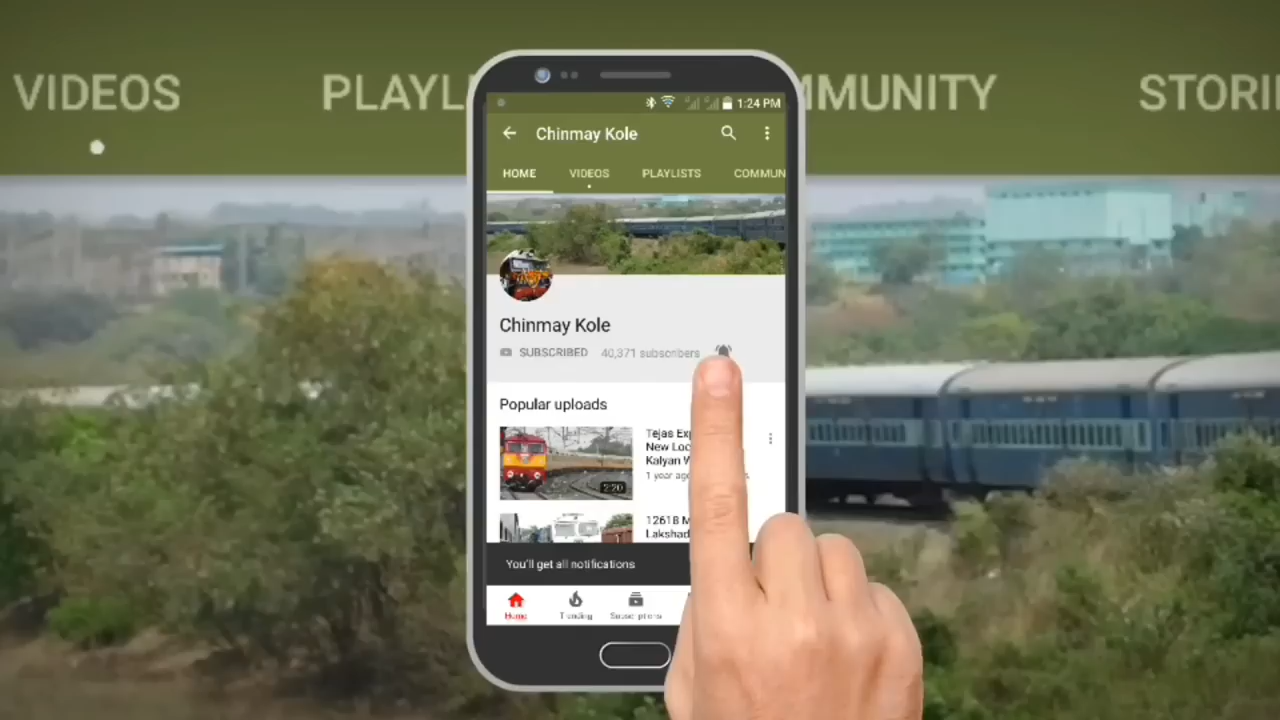 VIDEOS PLAYL MMUNITY STORI
1:24 PM
Chinmay Kole
HOME VIDEOS PLAYLISTS COMMUN
Chinmay Kole
SUBSCRIBED 40,371 subscribers
Popular uploads
Tejas Exp
New Loc
Kalyan W
1 year ago
2:20
12618 M
Lakshad
You'll get all notifications
Home Trending Subscriptions